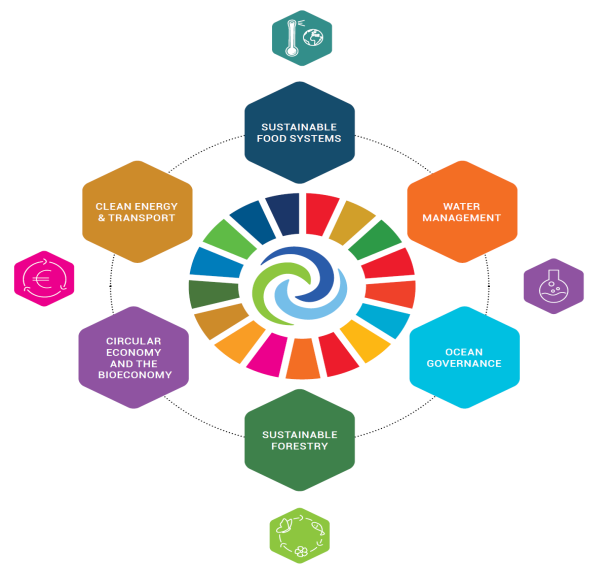 SUSTAINABLE
FOOD SYSTEMS
CLEAN ENERGY
& TRANSPORT
WATER
MANAGEMENT
€
CIRCULAR
ECONOMY
AND THE
BIOECONOMY
OCEAN
GOVERNANCE
SUSTAINABLE
FORESTRY